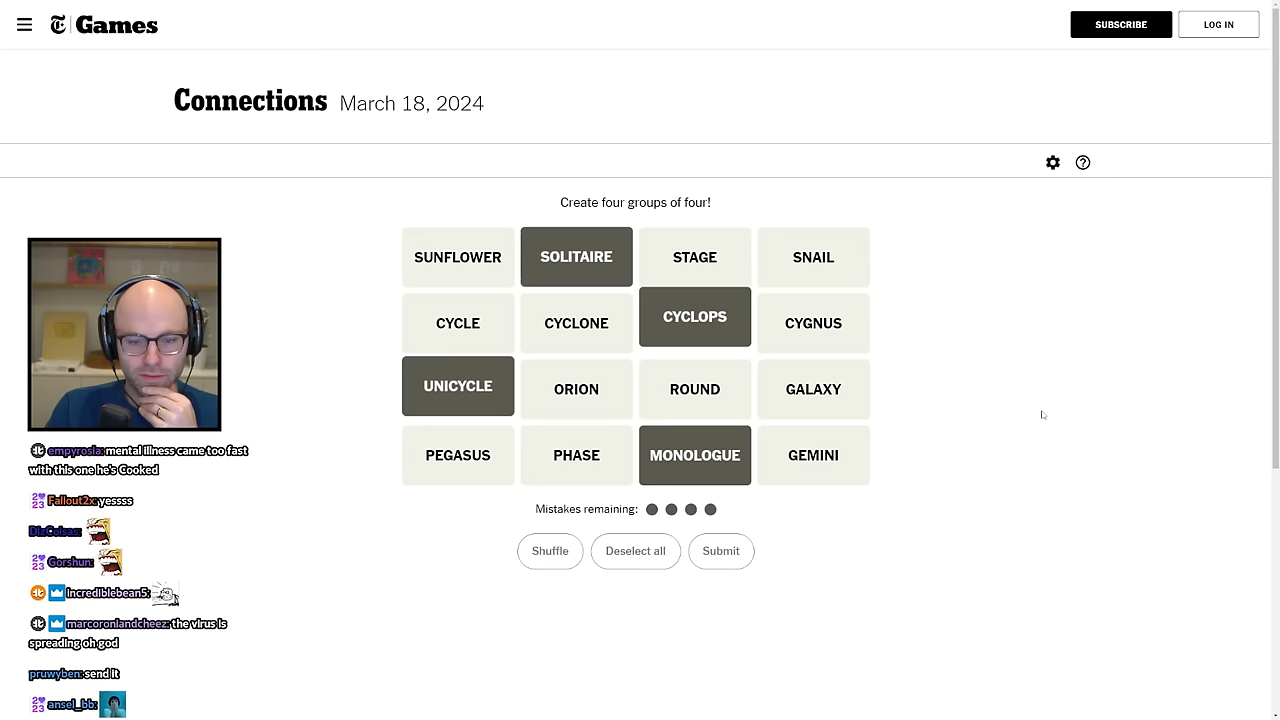 Games
SUBSCRIBE
LOG IN
Connections March 18, 2024
Create four groups of four!
SUNFLOWER SOLITAIRE STAGE SNAIL
CYCLE CYCLONE CYCLOPS CYGNUS
UNICYCLE ORION ROUND GALAXY
PEGASUS PHASE MONOLOGUE GEMINI
Mistakes remaining:
Shuffle Deselect all Submit
empyrosia: mental illness came too fast
with this one he's Cooked
Fallout2x: yessss
DizCoisas:
Gorshun:
Incrediblebean5:
marcoroniandcheez: the virus is
spreading oh god
pruwyben: send it
ansel_bb: